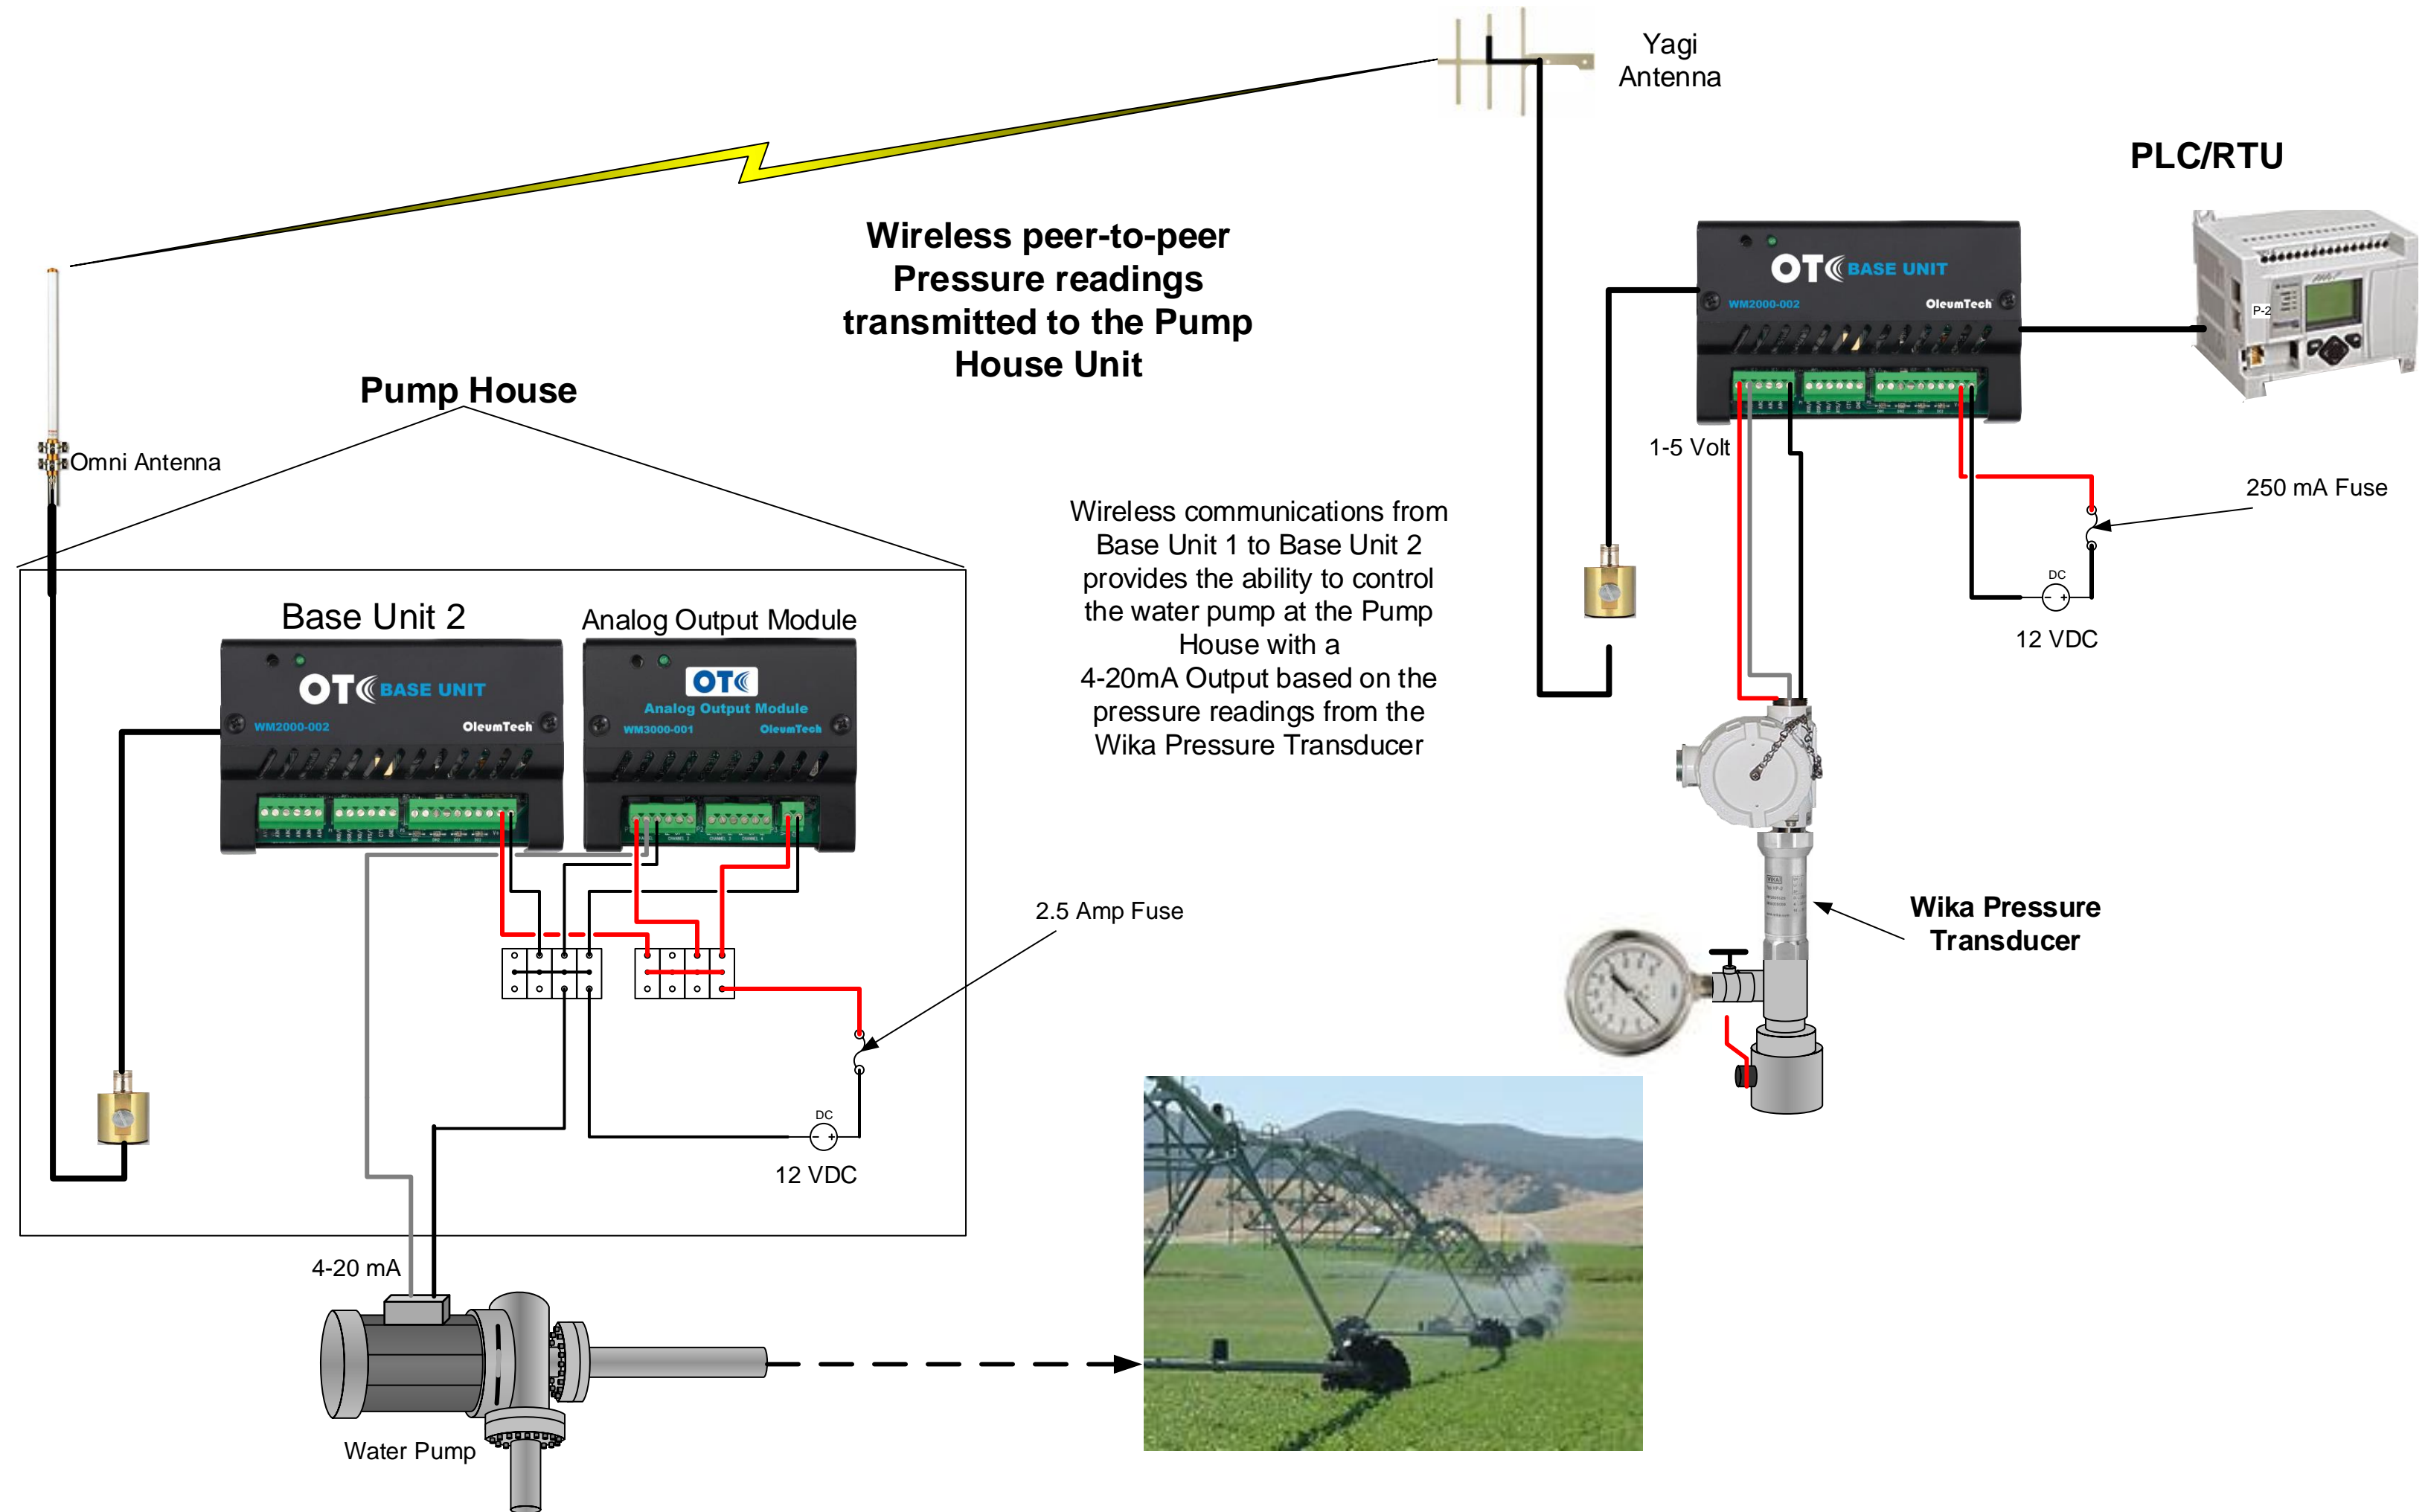 Yagi
Antenna
PLC/RTU
Wireless peer-to-peer
Pressure readings
transmitted to the Pump
House Unit
OTC BASE UNIT
WM2000-002
OleumTech
P-2
Pump House
Omni Antenna
1-5 Volt
250 mA Fuse
DC
- +
12 VDC
Wireless communications from
Base Unit 1 to Base Unit 2
provides the ability to control
the water pump at the Pump
House with a
4-20mA Output based on the
pressure readings from the
Wika Pressure Transducer
Base Unit 2
Analog Output Module
OTC BASE UNIT
WM2000-002
OleumTech
OTC
Analog Output Module
WM3000-001
OleumTech
2.5 Amp Fuse
Wika Pressure
Transducer
DC
- +
12 VDC
4-20 mA
Water Pump